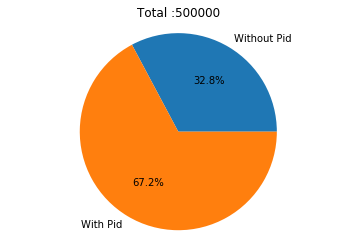 Total :500000
Without Pid
32.8%
67.2%
With Pid